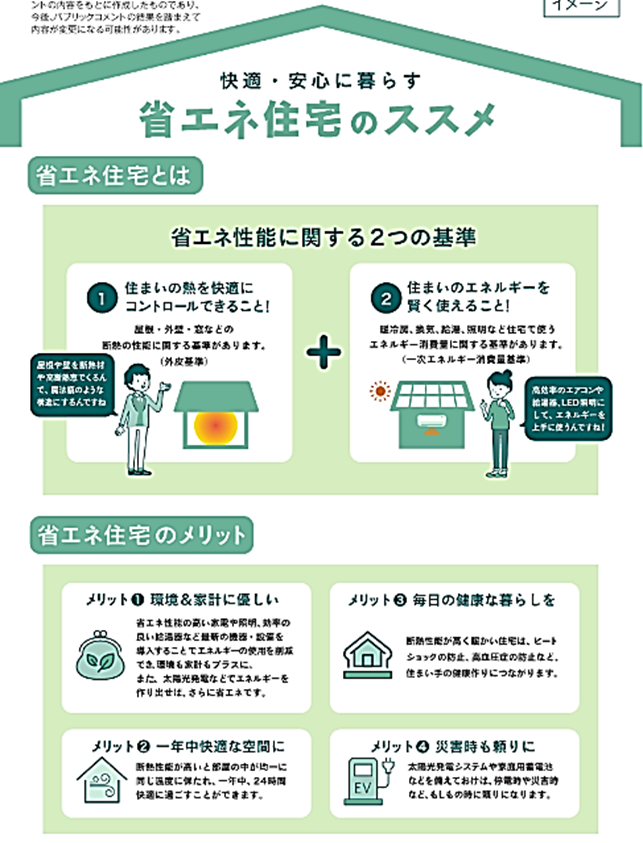 ントの内容をもとに作成したものであり、
今後、パブリックコメントの結果を踏まえて
内容が変更になる可能性があります。
イメージ
快適・安心に暮らす
省エネ住宅のススメ
省エネ住宅とは
省エネ性能に関する2つの基準
1 住まいの熱を快適に
コントロールできること!
屋根・外壁・窓などの
断熱の性能に関する基準があります。
(外皮基準)
屋根や壁を断熱材
や高断熱窓でくるん
で、魔法瓶のような
構造にするんですね
+
2 住まいのエネルギーを
賢く使えること!
暖冷房、換気、給湯、照明など住宅で使う
エネルギー消費量に関する基準があります。
(一次エネルギー消費量基準)
高効率のエアコンや
給湯器、LED照明に
して、エネルギーを
上手に使うんですね!
省エネ住宅のメリット
メリット1 環境&家計に優しい
省エネ性能の高い家電や照明、効率の
良い給湯器など最新の機器・設備を
導入することでエネルギーの使用を削減
でき、環境も家計もプラスに。
また、太陽光発電などでエネルギーを
作り出せば、さらに省エネです。
メリット2 一年中快適な空間に
断熱性能が高いと部屋の中が均一に
同じ温度に保たれ、一年中、24時間
快適に過ごすことができます。
メリット3 毎日の健康な暮らしを
断熱性能が高く暖かい住宅は、ヒート
ショックの防止、高血圧症の防止など、
住まい手の健康作りにつながります。
メリット4 災害時も頼りに
EV
太陽光発電システムや家庭用蓄電池
などを備えておけば、停電時や災害時
など、もしもの時に頼りになります。